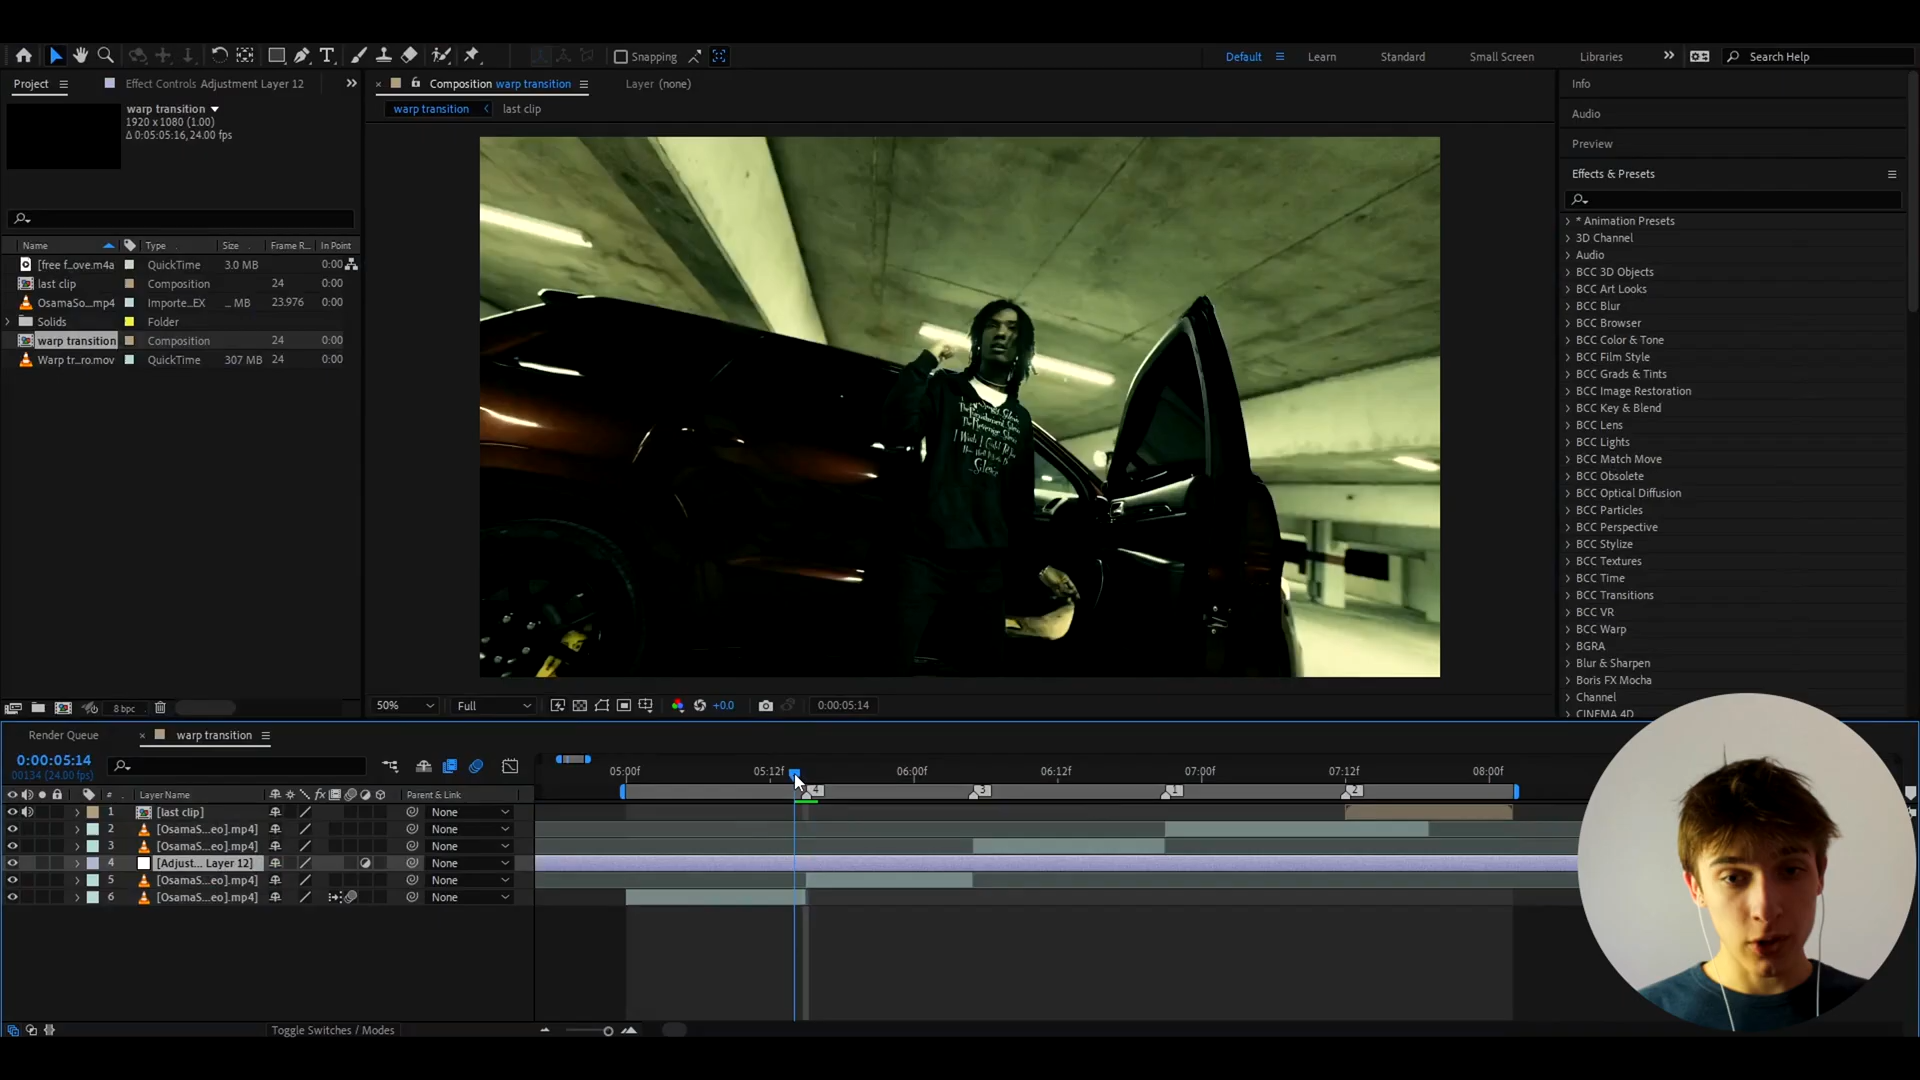 Snapping
Default
Learn
Standard
Small Screen
Libraries
Search Help
Project
Effect Controls Adjustment Layer 12
Composition warp transition
Layer (none)
warp transition
last clip
warp transition
1920 x 1080 (1.00)
Δ 0:05:05:16, 24.00 fps
Name Type Size Frame R... In Point
[free f...ove.m4a QuickTime 3.0 MB 0:00
last clip Composition 24 0:00
OsamaSo...mp4 Importe...EX ... MB 23.976 0:00
Solids Folder
warp transition Composition 24 0:00
Warp tr...ro.mov QuickTime 307 MB 24 0:00
8 bpc
50%
Full
+0.0
0:00:05:14
Info
Audio
Preview
Effects & Presets
* Animation Presets
3D Channel
Audio
BCC 3D Objects
BCC Art Looks
BCC Blur
BCC Browser
BCC Color & Tone
BCC Film Style
BCC Grads & Tints
BCC Image Restoration
BCC Key & Blend
BCC Lens
BCC Lights
BCC Match Move
BCC Obsolete
BCC Optical Diffusion
BCC Particles
BCC Perspective
BCC Stylize
BCC Textures
BCC Time
BCC Transitions
BCC VR
BCC Warp
BGRA
Blur & Sharpen
Boris FX Mocha
Channel
CINEMA 4D
Render Queue
warp transition
0:00:05:14
00134 (24.00 fps)
05:00f 05:12f 06:00f 06:12f 07:00f 07:12f 08:00f
4 3 1 2
# Layer Name fx Parent & Link
1 [last clip] None
2 [OsamaS...eo].mp4] None
3 [OsamaS...eo].mp4] None
4 [Adjust... Layer 12] None
5 [OsamaS...eo].mp4] None
6 [OsamaS...eo].mp4] None
Toggle Switches / Modes